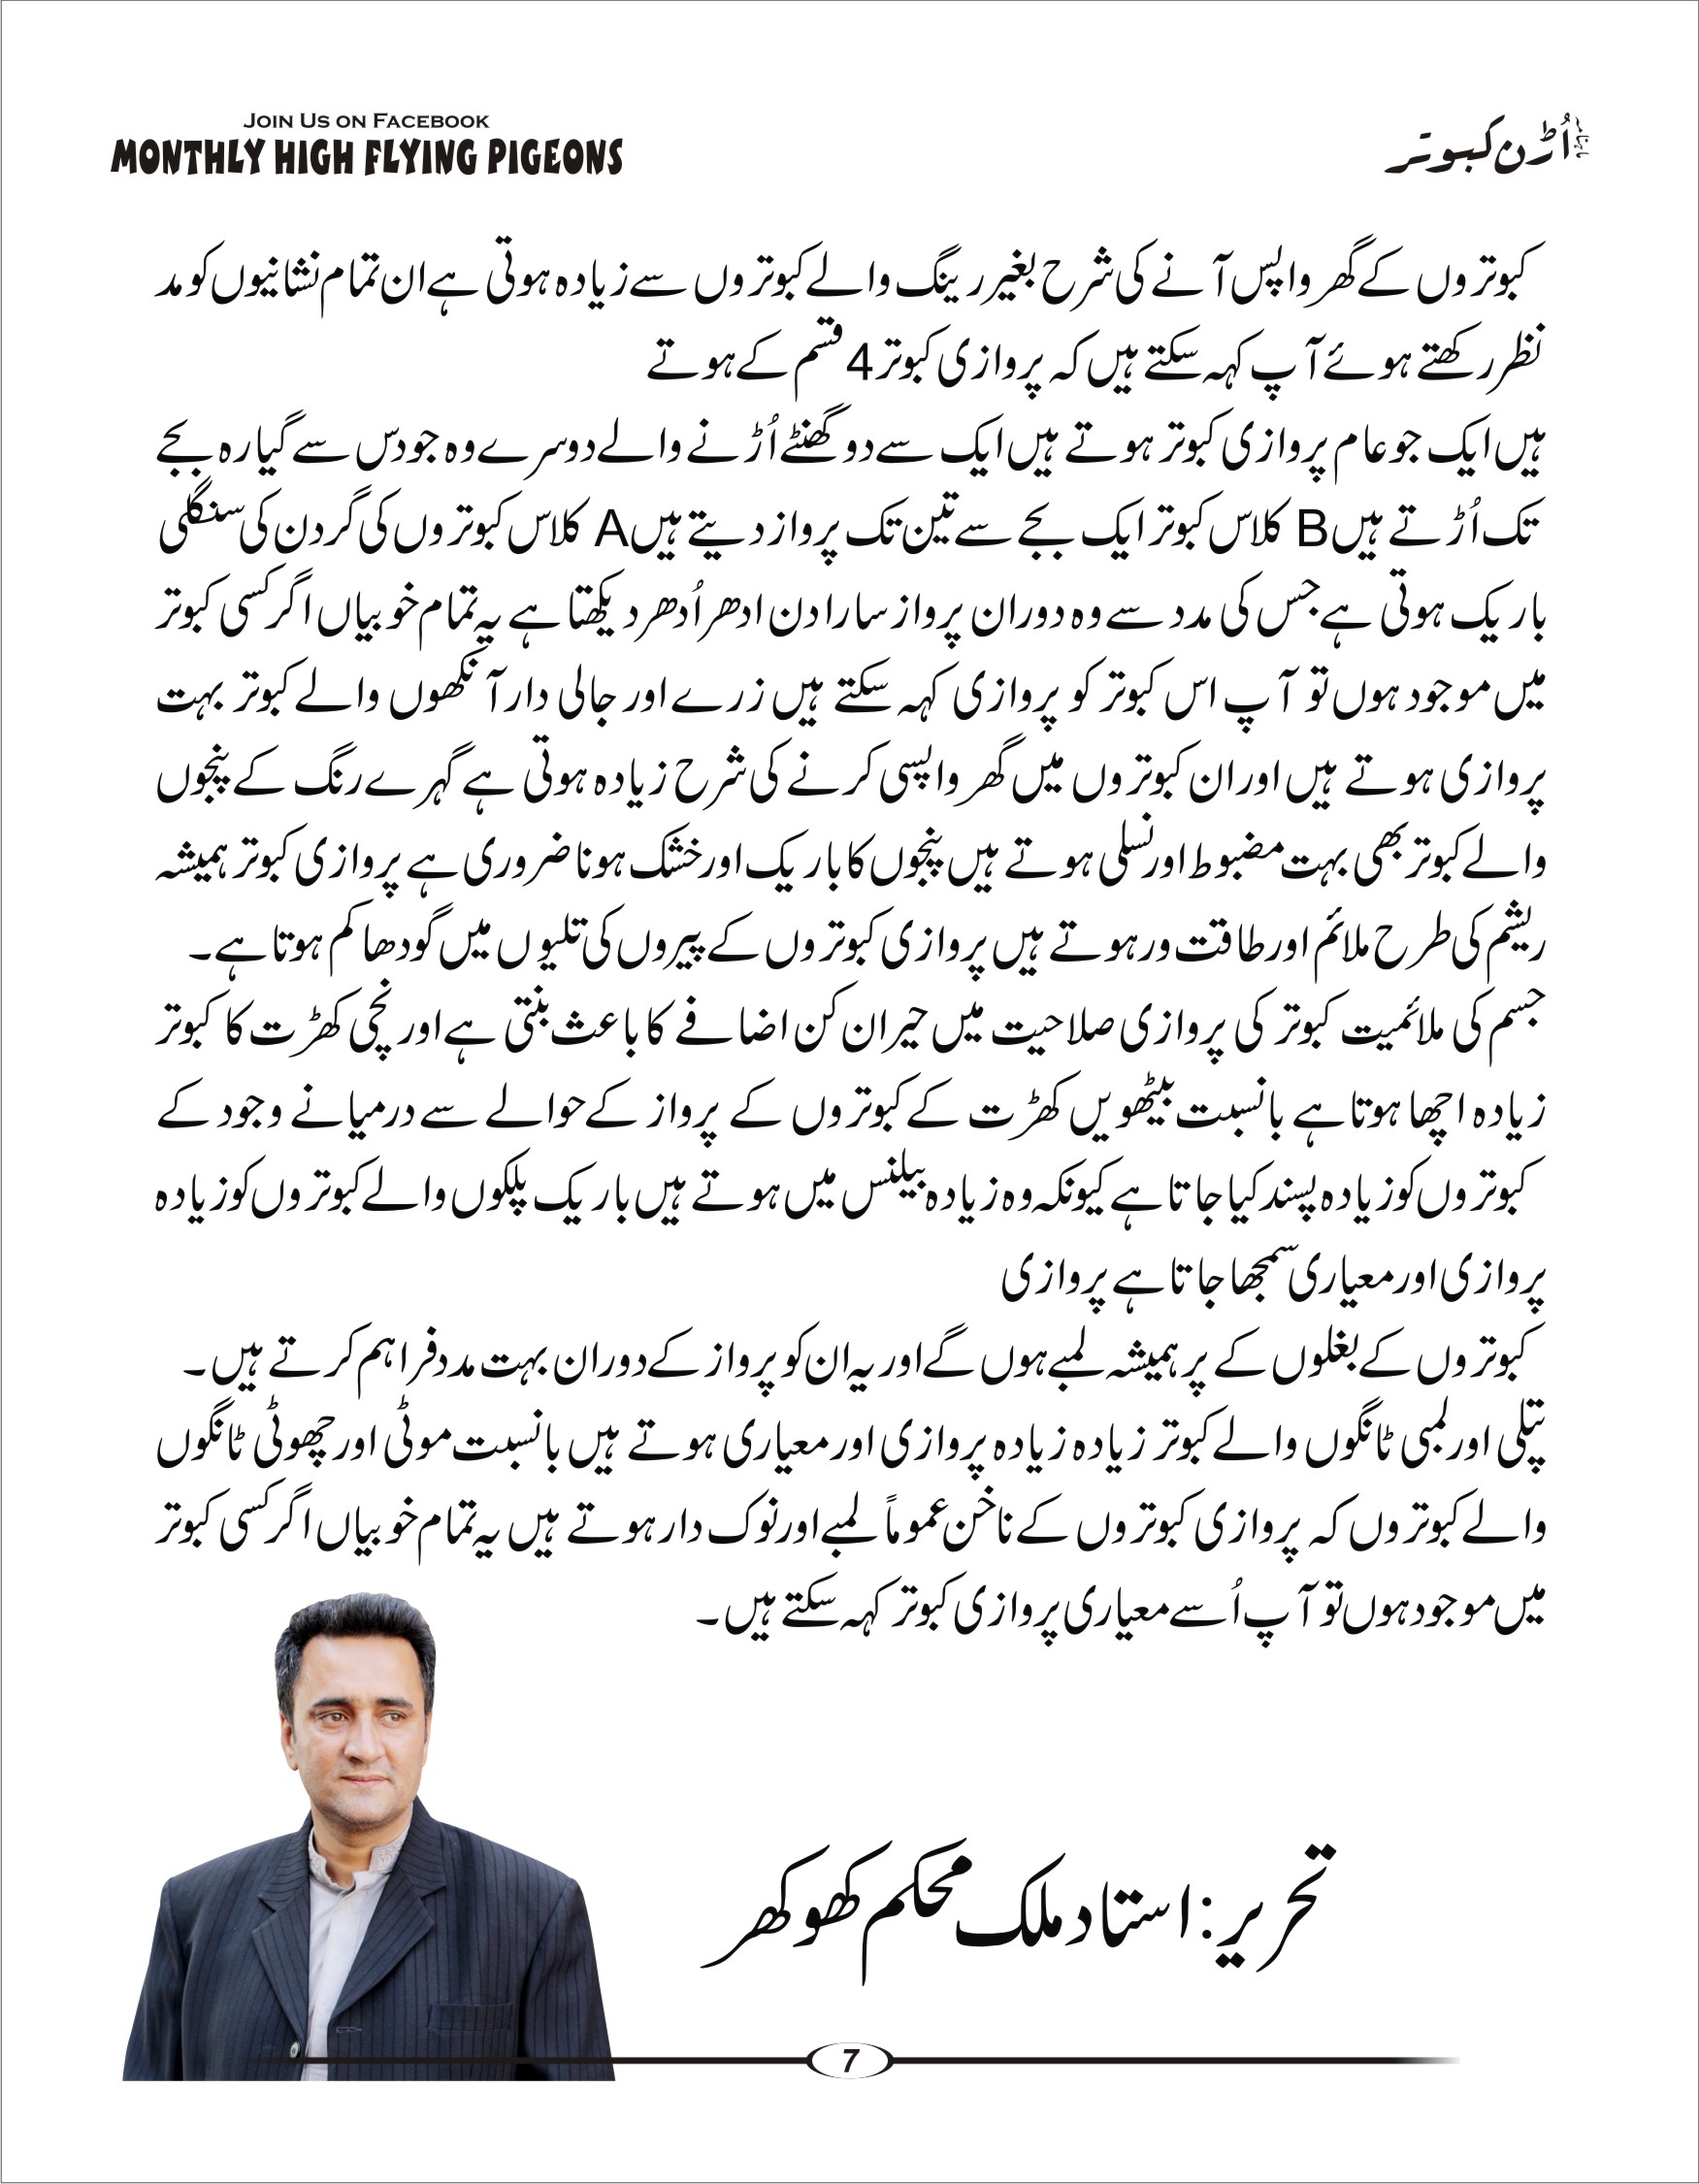 JOIN US ON FACEBOOK
MONTHLY HIGH FLYING PIGEONS
ماہنامہ اُڑن کبوتر
کبوتروں کے گھر واپس آنے کی شرح بغیر رینگ والے کبوتروں سے زیادہ ہوتی ہے ان تمام نشانیوں کو مد
نظر رکھتے ہوئے آپ کہہ سکتے ہیں کہ پروازی کبوتر 4 قسم کے ہوتے
ہیں ایک جو عام پروازی کبوتر ہوتے ہیں ایک سے دو گھنٹے اُڑنے والے دوسرے وہ جو دس سے گیارہ بجے
تک اُڑتے ہیں B کلاس کبوتر ایک بجے سے تین تک پرواز دیتے ہیں A کلاس کبوتروں کی گردن کی سنگلی
باریک ہوتی ہے جس کی مدد سے وہ دوران پرواز سارا دن ادھر اُدھر دیکھتا ہے یہ تمام خوبیاں اگر کسی کبوتر
میں موجود ہوں تو آپ اس کبوتر کو پروازی کہہ سکتے ہیں زرے اور جالی دار آنکھوں والے کبوتر بہت
پروازی ہوتے ہیں اور ان کبوتروں میں گھر واپسی کرنے کی شرح زیادہ ہوتی ہے گہرے رنگ کے پنجوں
والے کبوتر بھی بہت مضبوط اور نسلی ہوتے ہیں پنجوں کا باریک اور خشک ہونا ضروری ہے پروازی کبوتر ہمیشہ
ریشم کی طرح ملائم اور طاقت ور ہوتے ہیں پروازی کبوتروں کے پیروں کی تلیوں میں گودھا کم ہوتا ہے۔
جسم کی ملائمیت کبوتر کی پروازی صلاحیت میں حیران کن اضافے کا باعث بنتی ہے اور نچی کھڑت کا کبوتر
زیادہ اچھا ہوتا ہے بانسبت بیٹھویں کھڑت کے کبوتروں کے پرواز کے حوالے سے درمیانے وجود کے
کبوتروں کو زیادہ پسند کیا جاتا ہے کیونکہ وہ زیادہ بیلنس میں ہوتے ہیں باریک پلکوں والے کبوتروں کو زیادہ
پروازی اور معیاری سمجھا جاتا ہے پروازی
کبوتروں کے بغلوں کے پر ہمیشہ لمبے ہوں گے اور یہ ان کو پرواز کے دوران بہت مدد فراہم کرتے ہیں۔
پتلی اور لمبی ٹانگوں والے کبوتر زیادہ زیادہ پروازی اور معیاری ہوتے ہیں بانسبت موٹی اور چھوٹی ٹانگوں
والے کبوتروں کہ پروازی کبوتروں کے ناخن عموماً لمبے اور نوک دار ہوتے ہیں یہ تمام خوبیاں اگر کسی کبوتر
میں موجود ہوں تو آپ اُسے معیاری پروازی کبوتر کہہ سکتے ہیں۔
تحریر: استاد ملک محکم کھوکھر
7